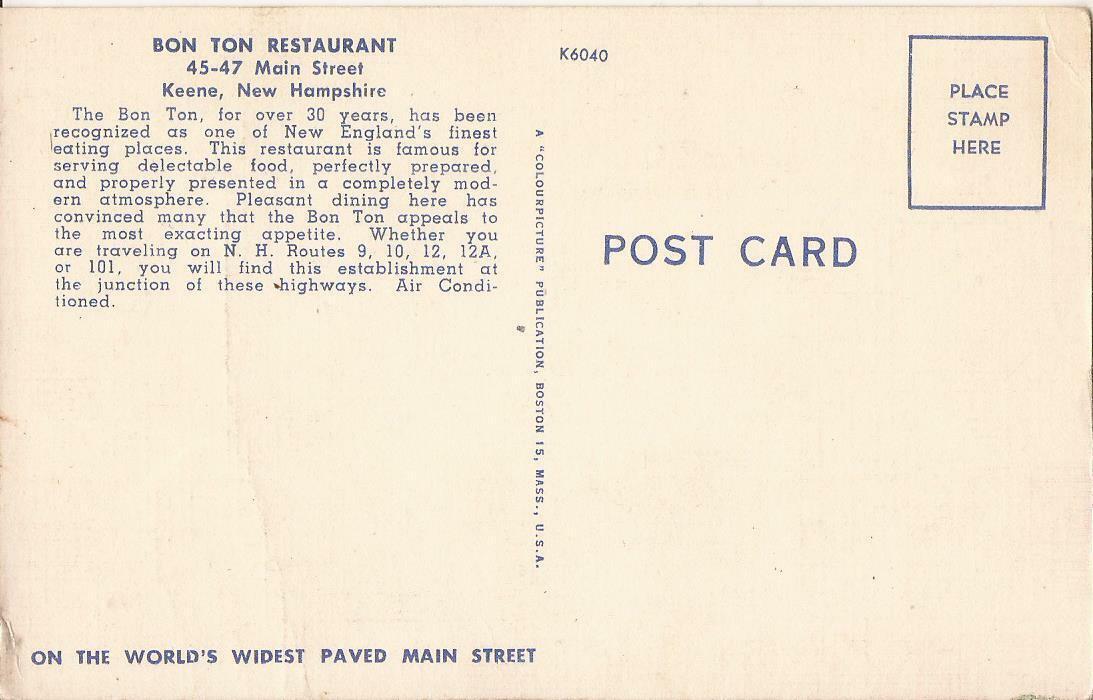 BON TON RESTAURANT
45-47 Main Street
Keene, New Hampshire
The Bon Ton, for over 30 years, has been
recognized as one of New England's finest
eating places. This restaurant is famous for
serving delectable food, perfectly prepared,
and properly presented in a completely mod-
ern atmosphere. Pleasant dining here has
convinced many that the Bon Ton appeals to
the most exacting appetite. Whether you
are traveling on N. H. Routes 9, 10, 12, 12A,
or 101, you will find this establishment at
the junction of these highways. Air Condi-
tioned.
ON THE WORLD'S WIDEST PAVED MAIN STREET
A "COLOURPICTURE" PUBLICATION, BOSTON 15, MASS., U.S.A.
K6040
POST CARD
PLACE
STAMP
HERE